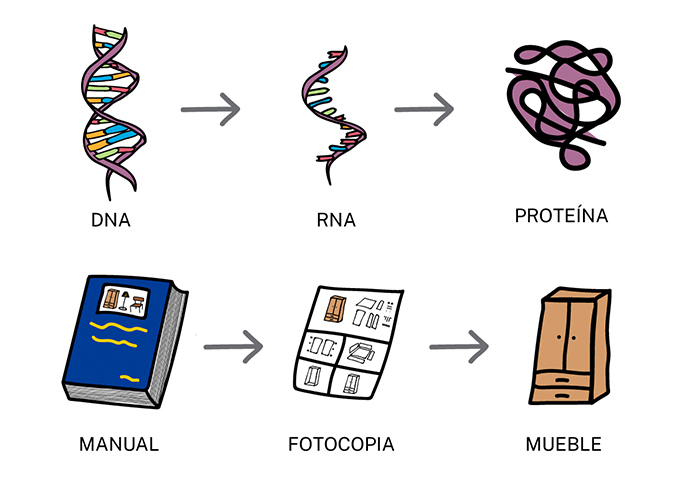 DNA
RNA
PROTEÍNA
MANUAL
FOTOCOPIA
MUEBLE